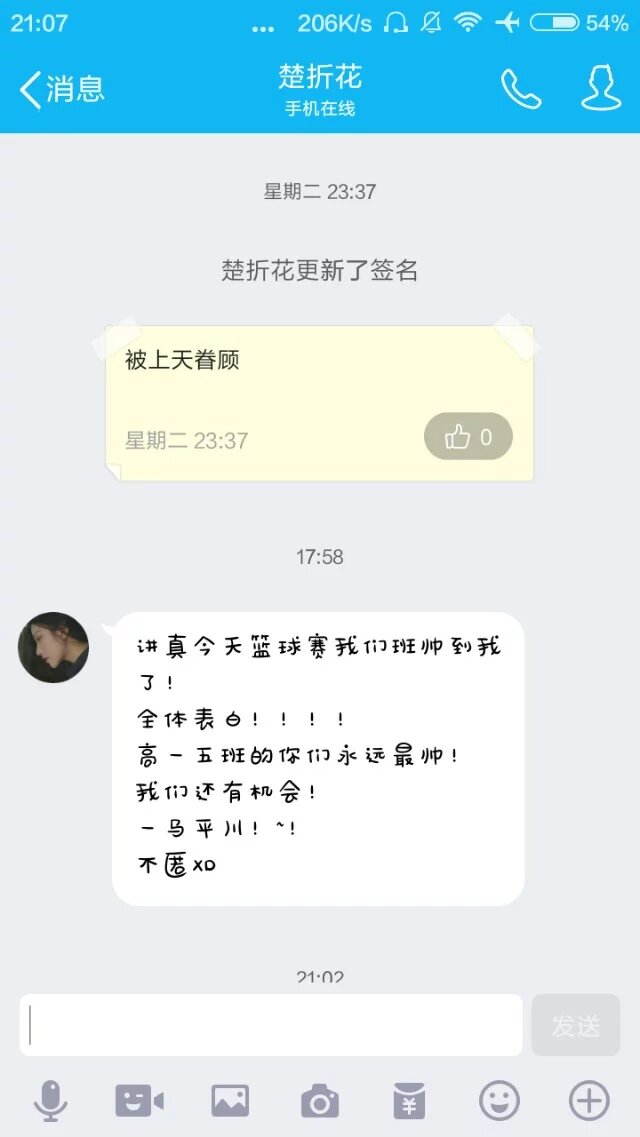 21:07 ... 206K/s 54%
消息
楚折花
手机在线
星期二 23:37
楚折花更新了签名
被上天眷顾
星期二 23:37
0
17:58
讲真今天篮球赛我们班帅到我
了!
全体表白!!!!
高一五班的你们永远最帅!
我们还有机会!
一马平川!~!
不匿XD
21:02
发送